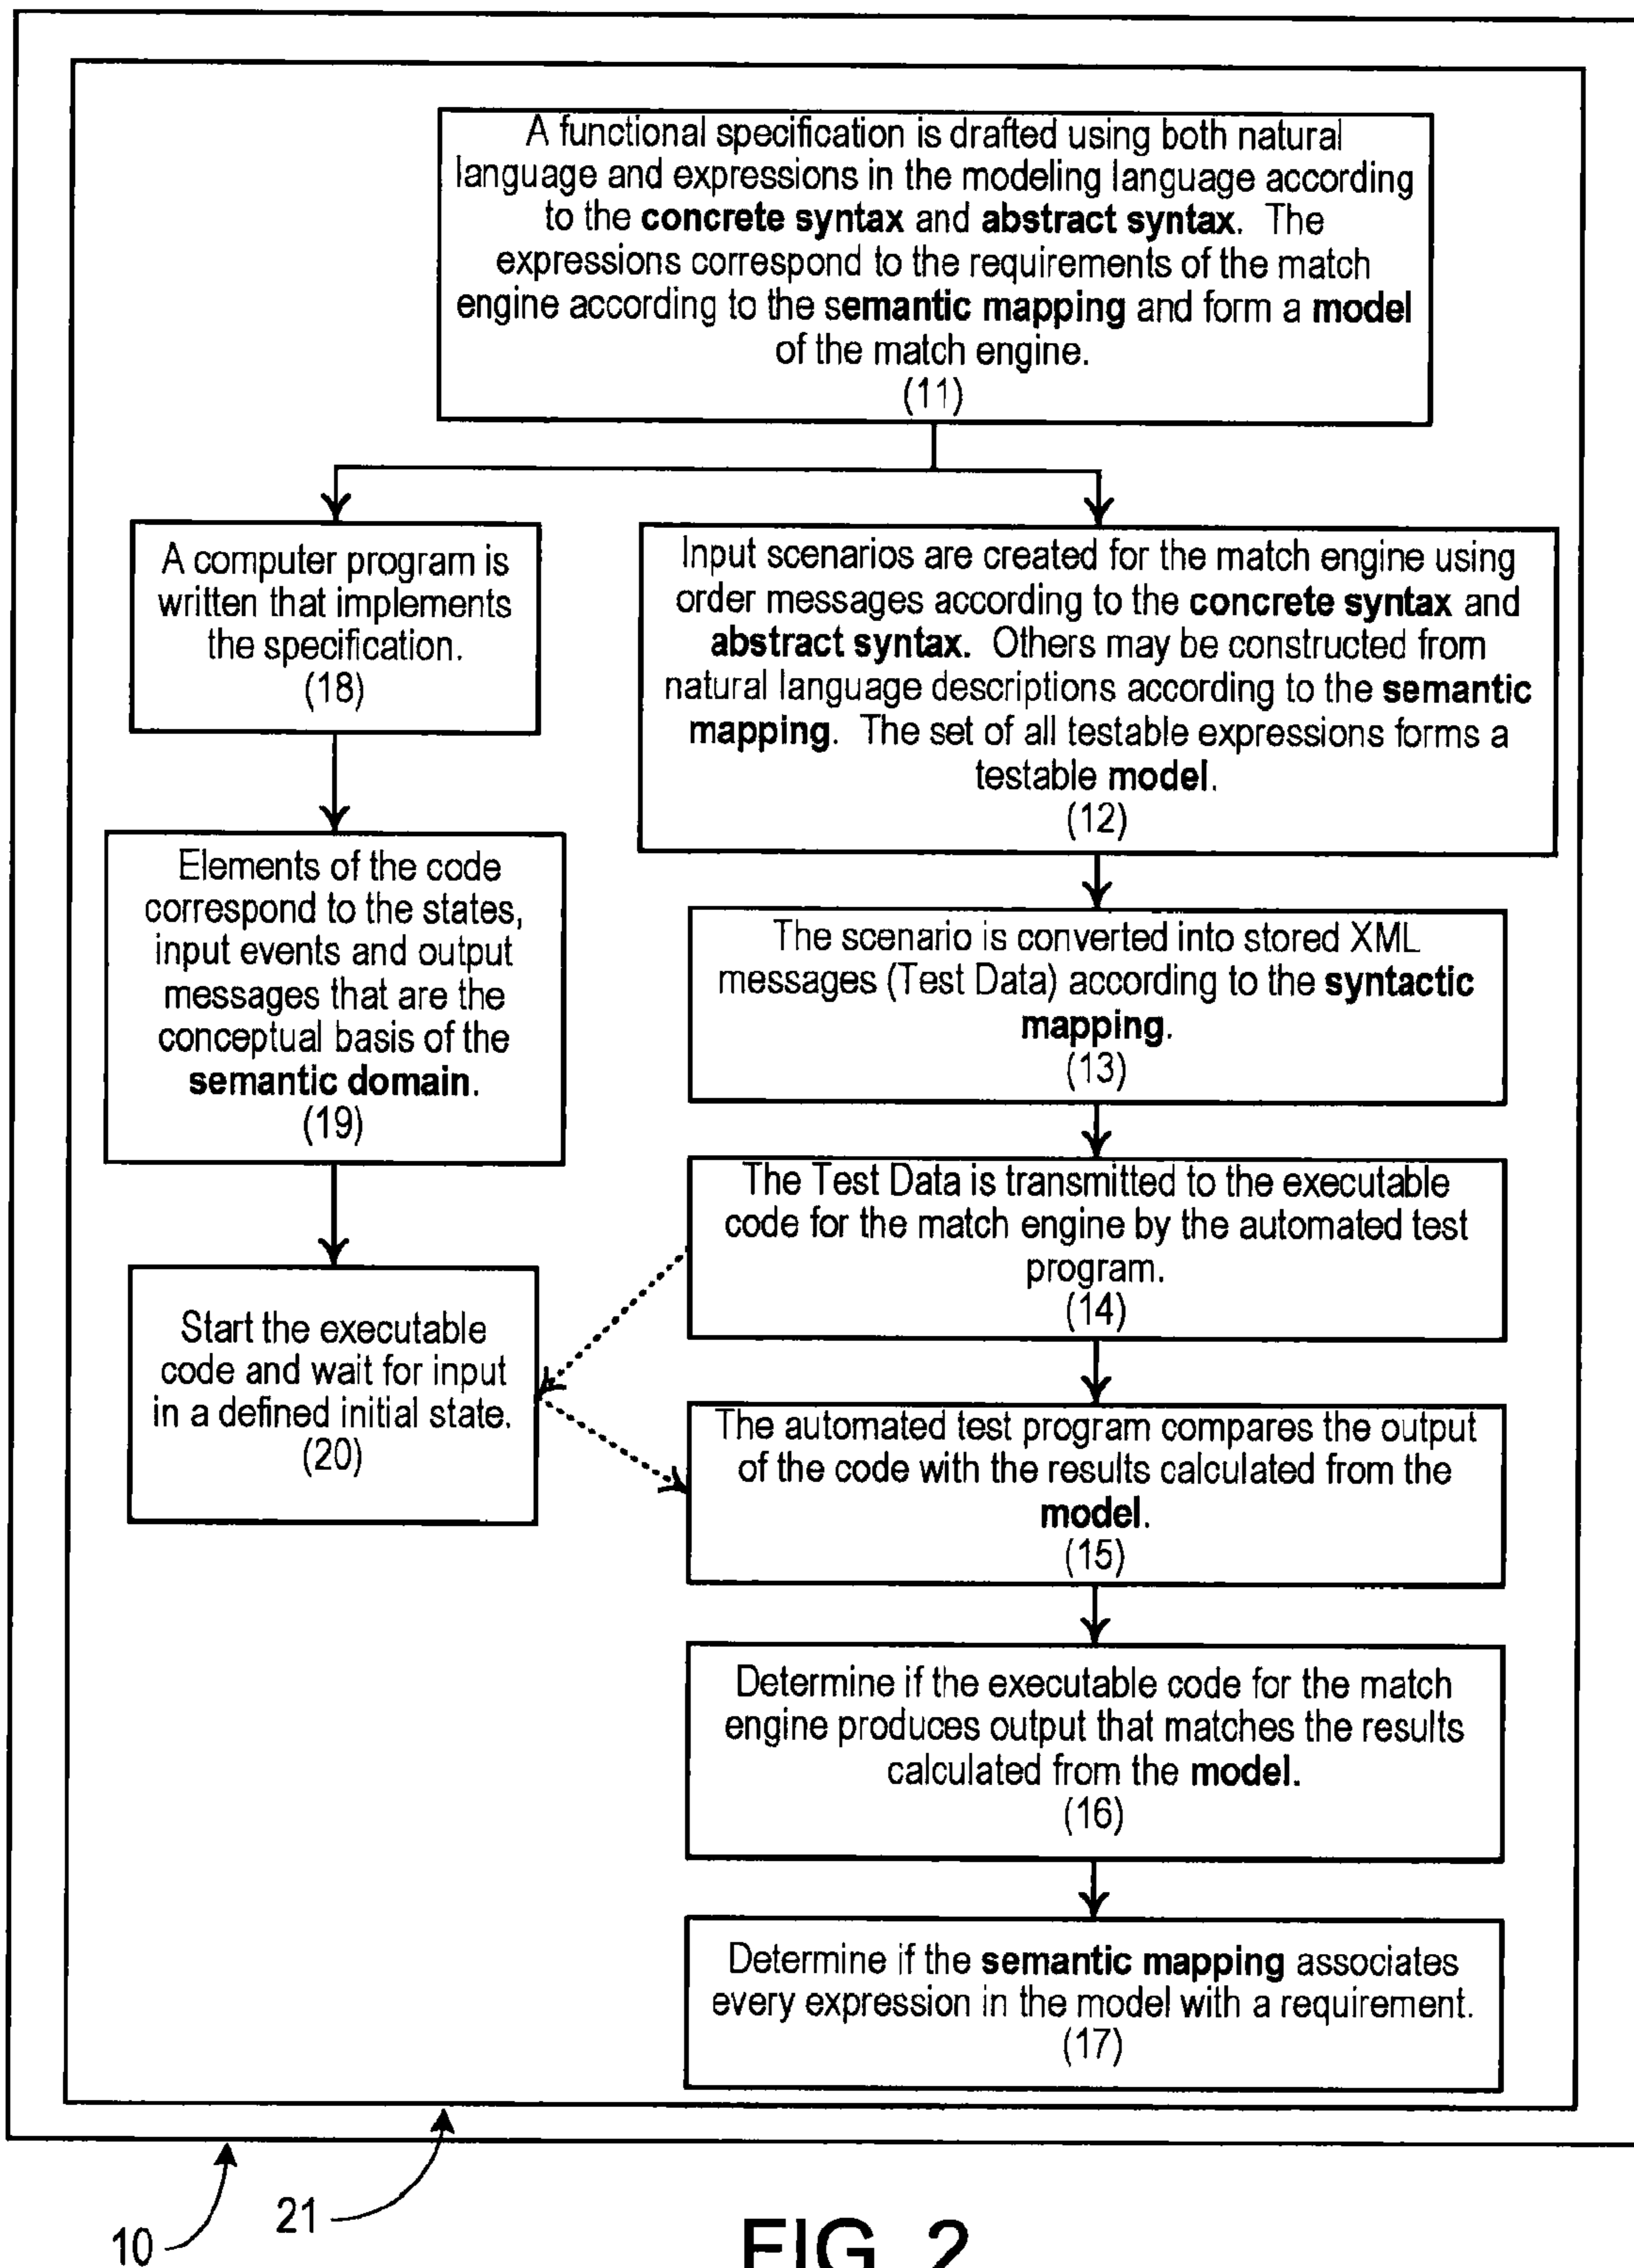 A functional specification is drafted using both natural
language and expressions in the modeling language according
to the concrete syntax and abstract syntax. The
expressions correspond to the requirements of the match
engine according to the semantic mapping and form a model
of the match engine.
(11)
A computer program is
written that implements
the specification.
(18)
Elements of the code
correspond to the states,
input events and output
messages that are the
conceptual basis of the
semantic domain.
(19)
Start the executable
code and wait for input
in a defined initial state.
(20)
Input scenarios are created for the match engine using
order messages according to the concrete syntax and
abstract syntax. Others may be constructed from
natural language descriptions according to the semantic
mapping. The set of all testable expressions forms a
testable model.
(12)
The scenario is converted into stored XML
messages (Test Data) according to the syntactic
mapping.
(13)
The Test Data is transmitted to the executable
code for the match engine by the automated test
program.
(14)
The automated test program compares the output
of the code with the results calculated from the
model.
(15)
Determine if the executable code for the match
engine produces output that matches the results
calculated from the model.
(16)
Determine if the semantic mapping associates
every expression in the model with a requirement.
(17)
10
21
FIG. 2